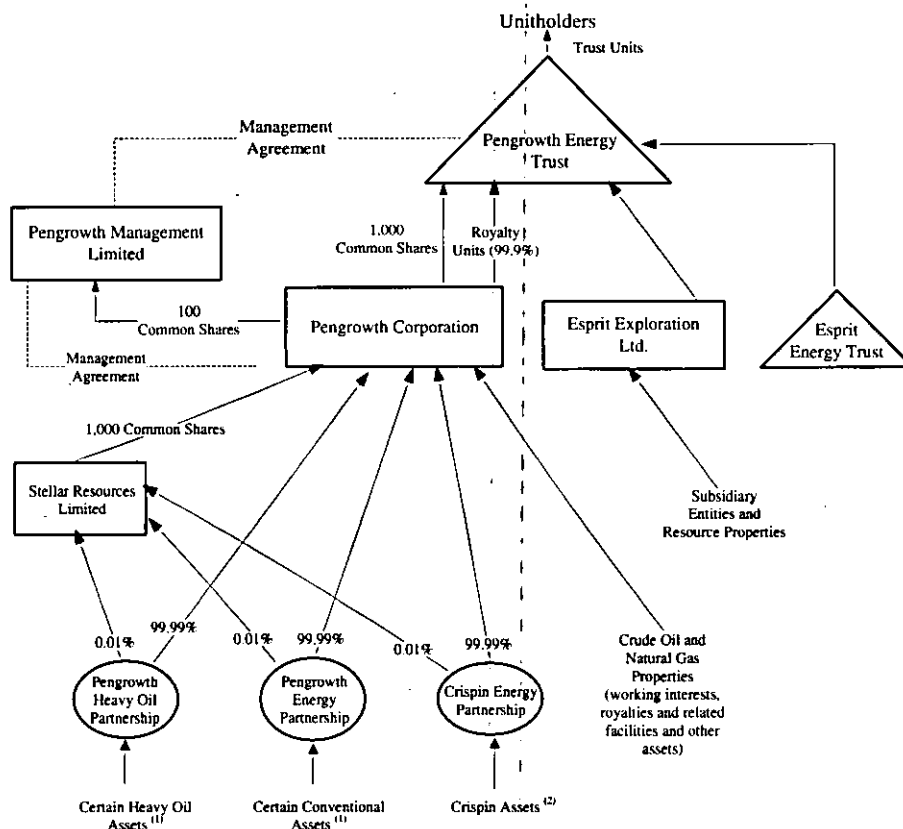 Unitholders
Trust Units
Management
Agreement
Pengrowth Energy
Trust
Pengrowth Management
Limited
1,000
Common Shares
Royalty
Units (99.9%)
100
Common Shares
Pengrowth Corporation
Esprit Exploration
Ltd.
Esprit
Energy Trust
Management
Agreement
1,000 Common Shares
Stellar Resources
Limited
Subsidiary
Entities and
Resource Properties
0.01%
99.99%
0.01%
99.99%
0.01%
99.99%
Pengrowth
Heavy Oil
Partnership
Pengrowth
Energy
Partnership
Crispin Energy
Partnership
Crude Oil and
Natural Gas
Properties
(working interests,
royalties and related
facilities and other
assets)
Certain Heavy Oil
Assets (1)
Certain Conventional
Assets (1)
Crispin Assets (2)